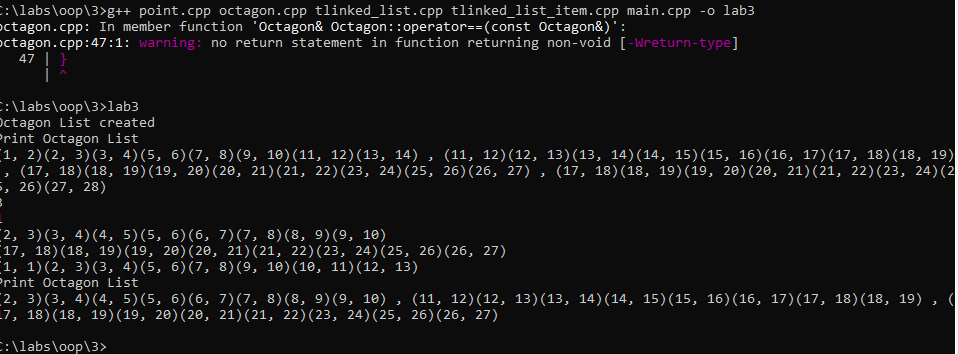 C:\labs\oop\3>g++ point.cpp octagon.cpp tlinked_list.cpp tlinked_list_item.cpp main.cpp -o lab3
octagon.cpp: In member function 'Octagon& Octagon::operator==(const Octagon&)':
octagon.cpp:47:1: warning: no return statement in function returning non-void [-Wreturn-type]
47 | }
| ^
C:\labs\oop\3>lab3
Octagon List created
Print Octagon List
(1, 2)(2, 3)(3, 4)(5, 6)(7, 8)(9, 10)(11, 12)(13, 14) , (11, 12)(12, 13)(13, 14)(14, 15)(15, 16)(16, 17)(17, 18)(18, 19)
, (17, 18)(18, 19)(19, 20)(20, 21)(21, 22)(23, 24)(25, 26)(26, 27) , (17, 18)(18, 19)(19, 20)(20, 21)(21, 22)(23, 24)(2
5, 26)(27, 28)
3
1
(2, 3)(3, 4)(4, 5)(5, 6)(6, 7)(7, 8)(8, 9)(9, 10)
(17, 18)(18, 19)(19, 20)(20, 21)(21, 22)(23, 24)(25, 26)(26, 27)
(1, 1)(2, 3)(3, 4)(5, 6)(7, 8)(9, 10)(10, 11)(12, 13)
Print Octagon List
(2, 3)(3, 4)(4, 5)(5, 6)(6, 7)(7, 8)(8, 9)(9, 10) , (11, 12)(12, 13)(13, 14)(14, 15)(15, 16)(16, 17)(17, 18)(18, 19) , (
17, 18)(18, 19)(19, 20)(20, 21)(21, 22)(23, 24)(25, 26)(26, 27)
C:\labs\oop\3>